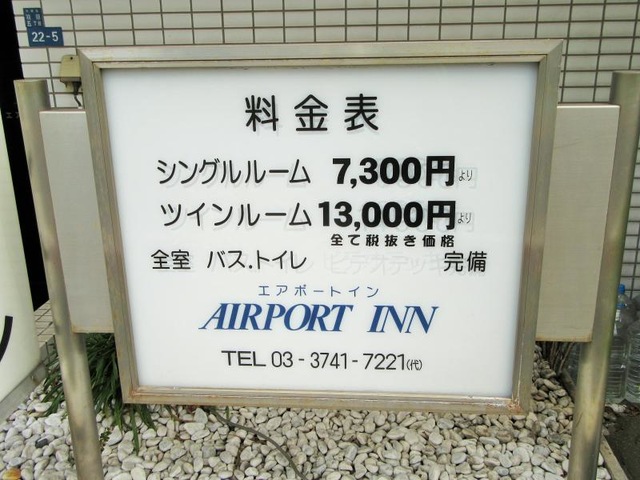 22-5
料金表
シングルルーム 7,300円より
ツインルーム 13,000円より
全て税抜き価格
全室 バス.トイレ 完備
エアポートイン
AIRPORT INN
TEL 03-3741-7221(代)